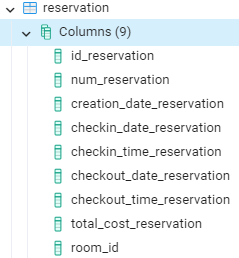 reservation
Columns (9)
id_reservation
num_reservation
creation_date_reservation
checkin_date_reservation
checkin_time_reservation
checkout_date_reservation
checkout_time_reservation
total_cost_reservation
room_id